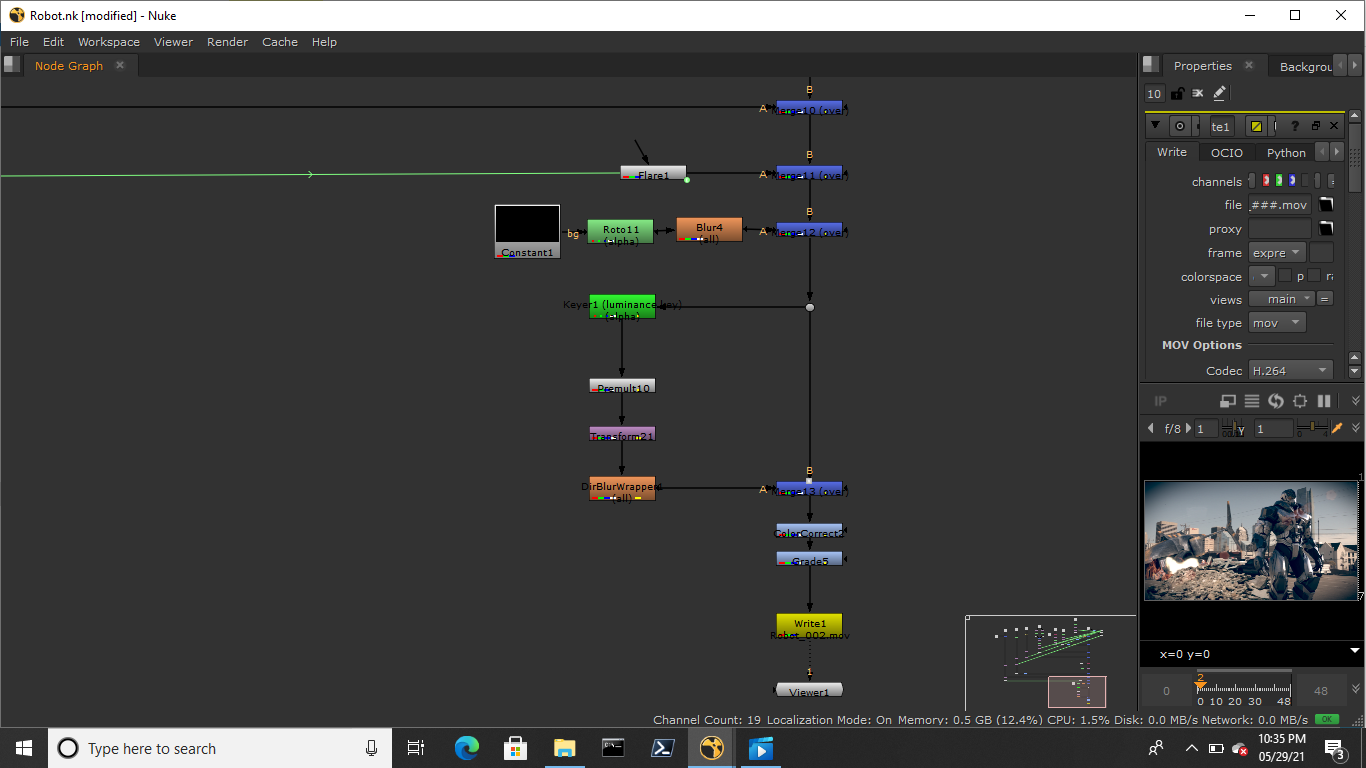 Robot.nk [modified] - Nuke
File Edit Workspace Viewer Render Cache Help
Node Graph
Properties
Backgrou
10
te1
?
Write OCIO Python
channels
file _###.mov
proxy
frame expre
colorspace p ra
views main =
file type mov
MOV Options
Codec H.264
B
A Merge10 (over)
B
Flare1
A Merge11 (over)
B
Constant1
bg
Roto11
(alpha)
Blur4
(all)
A Merge12 (over)
Keyer1 (luminance key)
(alpha)
Premult10
Transform21
B
DirBlurWrapper1
(all)
A Merge13 (over)
ColorCorrect2
Grade5
Write1
Robot_002.mov
1
Viewer1
IP
f/8 1 Y 1
x=0 y=0
0 2 48
0 10 20 30 48
Channel Count: 19 Localization Mode: On Memory: 0.5 GB (12.4%) CPU: 1.5% Disk: 0.0 MB/s Network: 0.0 MB/s OK
Type here to search
10:35 PM
05/29/21
3